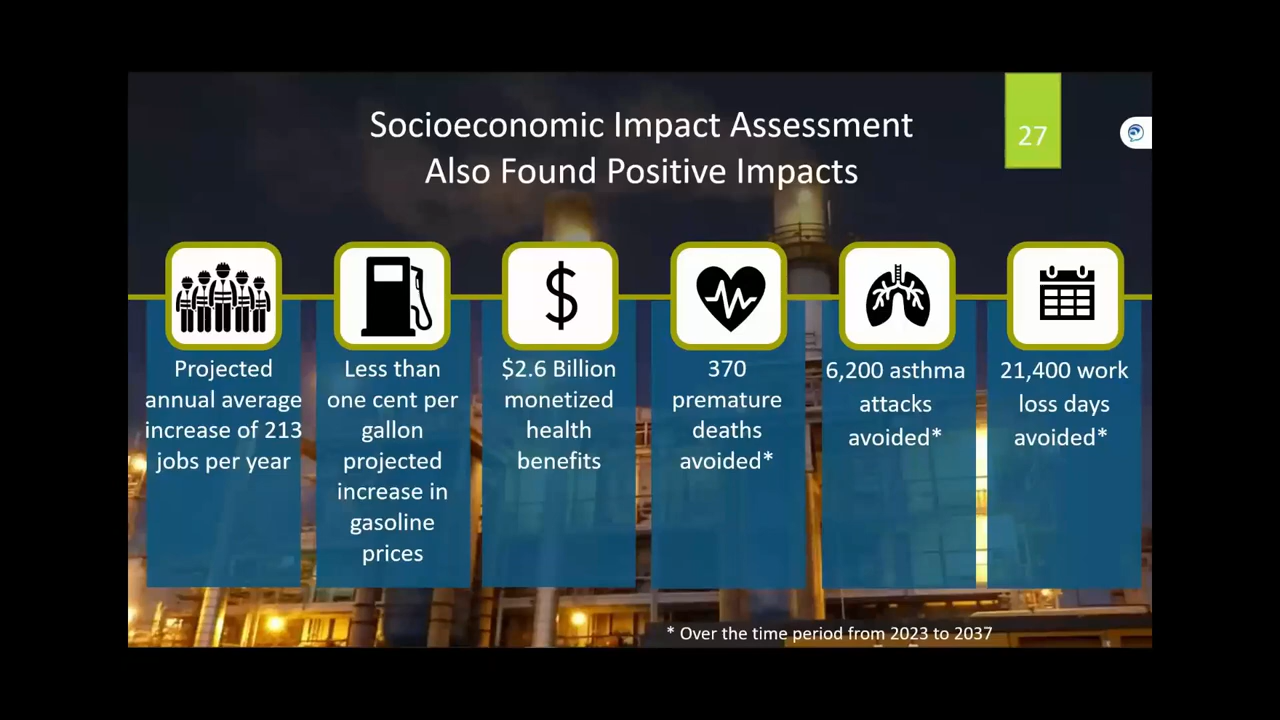 Socioeconomic Impact Assessment
Also Found Positive Impacts
27
Projected
annual average
increase of 213
jobs per year
Less than
one cent per
gallon
projected
increase in
gasoline
prices
$
$2.6 Billion
monetized
health
benefits
370
premature
deaths
avoided*
6,200 asthma
attacks
avoided*
21,400 work
loss days
avoided*
* Over the time period from 2023 to 2037